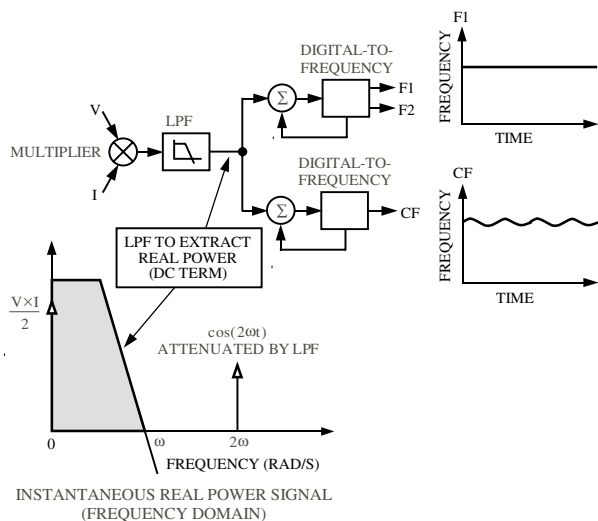 DIGITAL-TO-
FREQUENCY
F1
F2
Σ
V
LPF
MULTIPLIER
I
DIGITAL-TO-
FREQUENCY
Σ
CF
F1
FREQUENCY
TIME
CF
FREQUENCY
TIME
LPF TO EXTRACT
REAL POWER
(DC TERM)
V×I
2
cos(2ωt)
ATTENUATED BY LPF
0
ω
2ω
FREQUENCY (RAD/S)
INSTANTANEOUS REAL POWER SIGNAL
(FREQUENCY DOMAIN)